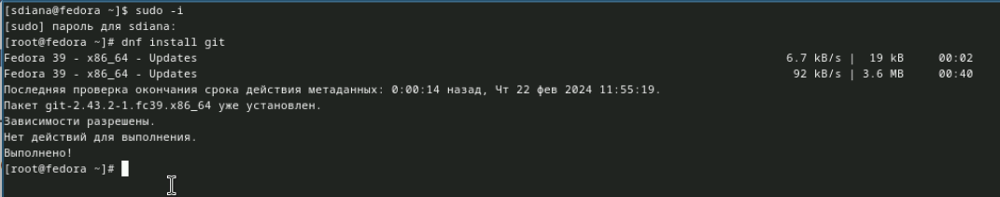 [sdiana@fedora ~]$ sudo -i
[sudo] пароль для sdiana:
[root@fedora ~]# dnf install git
Fedora 39 - x86_64 - Updates 6.7 kB/s | 19 kB 00:02
Fedora 39 - x86_64 - Updates 92 kB/s | 3.6 MB 00:40
Последняя проверка окончания срока действия метаданных: 0:00:14 назад, Чт 22 фев 2024 11:55:19.
Пакет git-2.43.2-1.fc39.x86_64 уже установлен.
Зависимости разрешены.
Нет действий для выполнения.
Выполнено!
[root@fedora ~]#